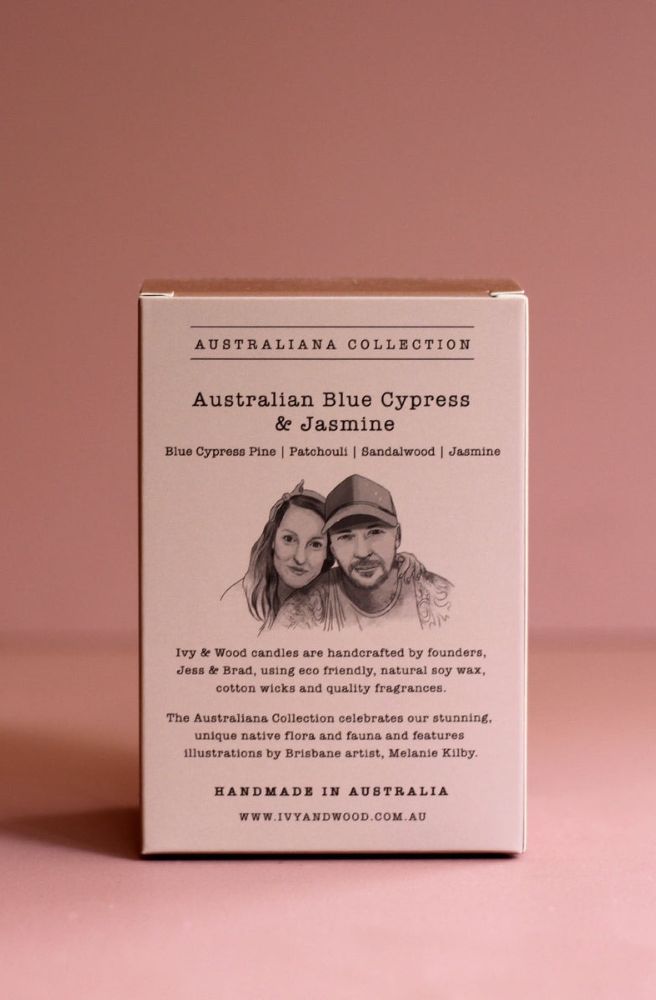 AUSTRALIANA COLLECTION
Australian Blue Cypress
& Jasmine
Blue Cypress Pine | Patchouli | Sandalwood | Jasmine
Ivy & Wood candles are handcrafted by founders,
Jess & Brad, using eco friendly, natural soy wax,
cotton wicks and quality fragrances.
The Australiana Collection celebrates our stunning,
unique native flora and fauna and features
illustrations by Brisbane artist, Melanie Kilby.
HANDMADE IN AUSTRALIA
WWW.IVYANDWOOD.COM.AU